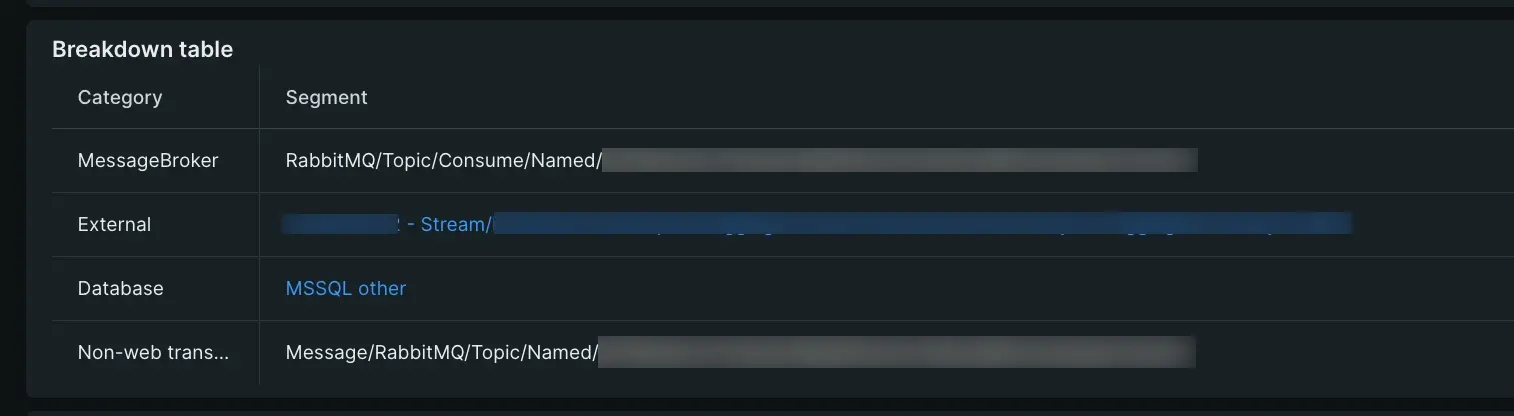 Breakdown table
Category Segment
MessageBroker RabbitMQ/Topic/Consume/Named/
External - Stream/
Database MSSQL other
Non-web trans... Message/RabbitMQ/Topic/Named/